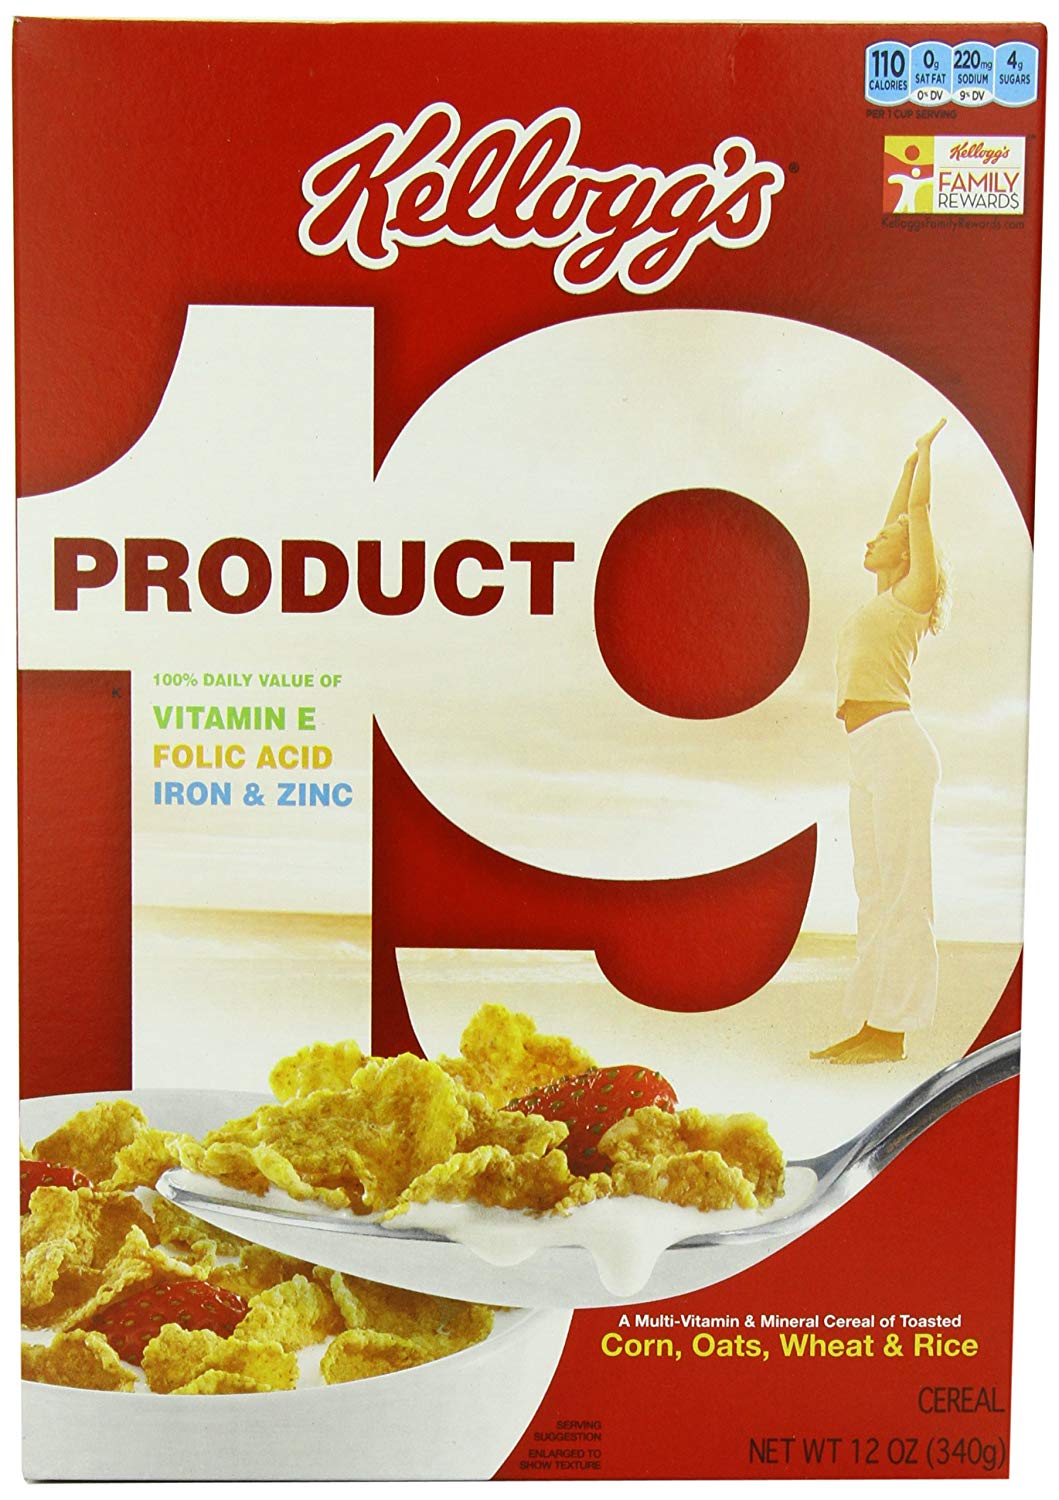 110 CALORIES
0g SAT FAT 0% DV
220mg SODIUM 9% DV
4g SUGARS
PER 1 CUP SERVING
Kellogg's
FAMILY
REWARDS
KelloggsFamilyRewards.com
Kellogg's®
19
PRODUCT
K
100% DAILY VALUE OF
VITAMIN E
FOLIC ACID
IRON & ZINC
A Multi-Vitamin & Mineral Cereal of Toasted
Corn, Oats, Wheat & Rice
CEREAL
NET WT 12 OZ (340g)
SERVING
SUGGESTION
ENLARGED TO
SHOW TEXTURE